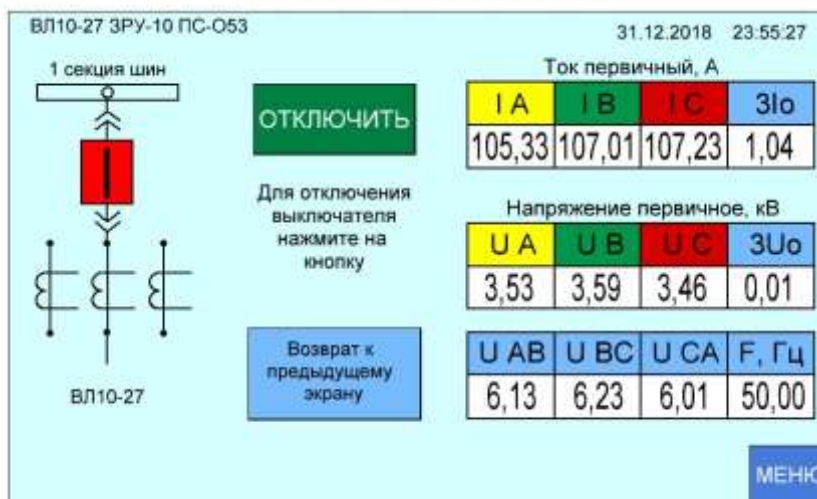 ВЛ10-27 ЗРУ-10 ПС-О53
31.12.2018 23:55:27
1 секция шин
ОТКЛЮЧИТЬ
Для отключения
выключателя
нажмите на
кнопку
Возврат к
предыдущему
экрану
ВЛ10-27
Ток первичный, А
I A I B I C 3Io
105,33 107,01 107,23 1,04
Напряжение первичное, кВ
U A U B U C 3Uo
3,53 3,59 3,46 0,01
U AB U BC U CA F, Гц
6,13 6,23 6,01 50,00
МЕНЮ